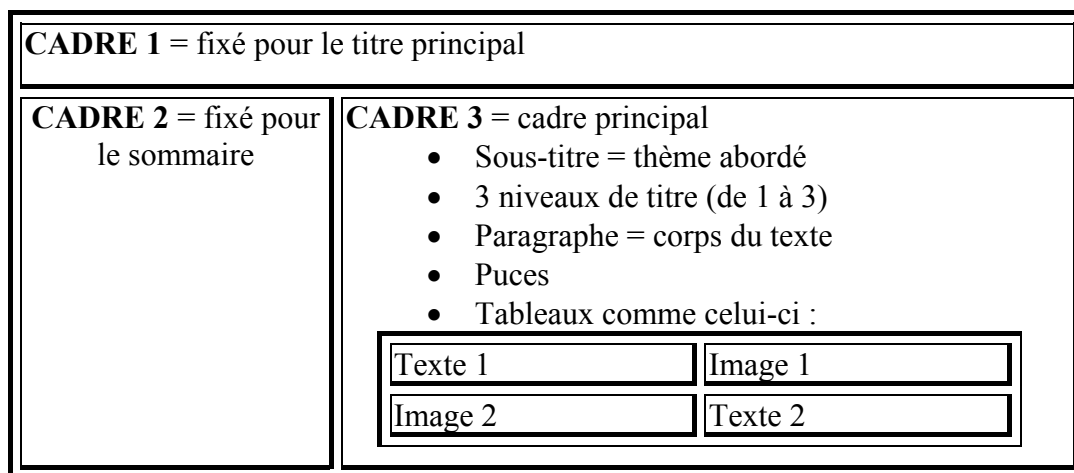 CADRE 1 = fixé pour le titre principal
CADRE 2 = fixé pour
le sommaire
CADRE 3 = cadre principal
• Sous-titre = thème abordé
• 3 niveaux de titre (de 1 à 3)
• Paragraphe = corps du texte
• Puces
• Tableaux comme celui-ci :
Texte 1 Image 1
Image 2 Texte 2